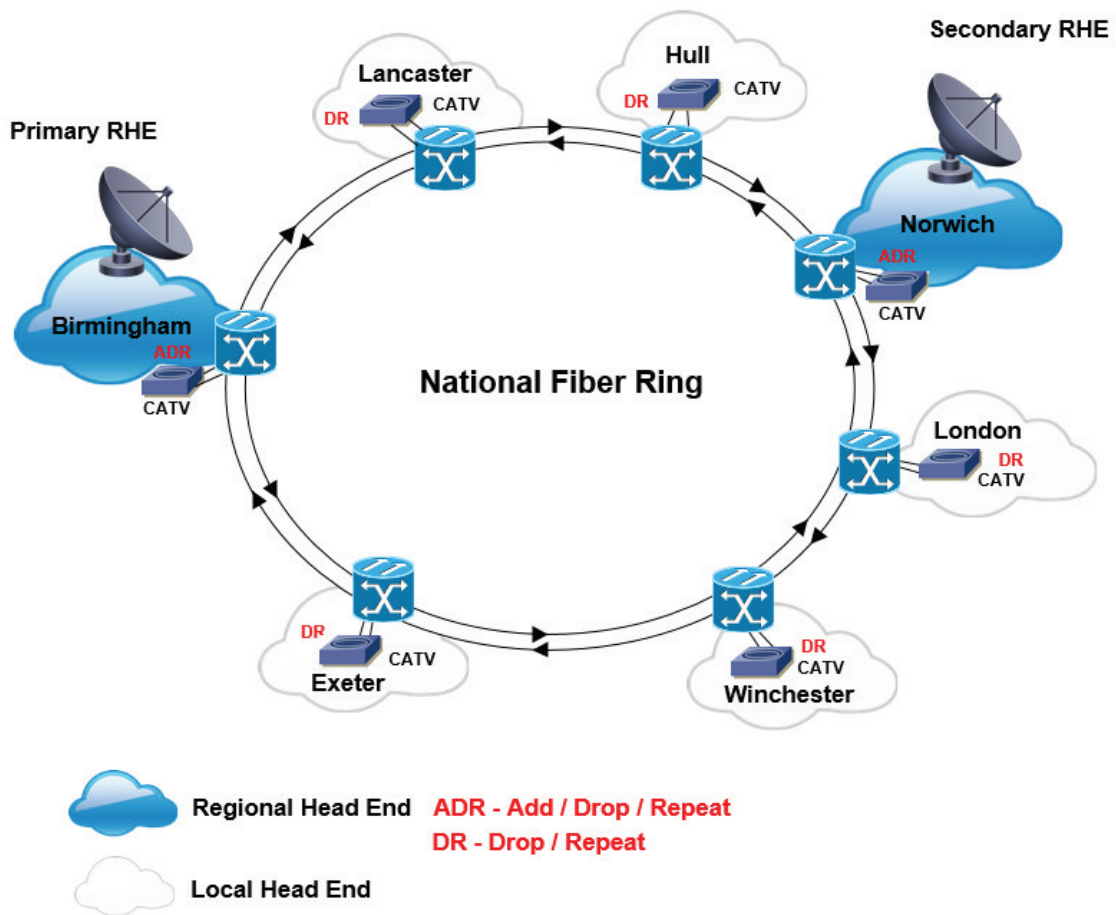 Secondary RHE
Hull
Lancaster
CATV
DR
CATV
DR
Primary RHE
Norwich
ADR
CATV
Birmingham
ADR
CATV
National Fiber Ring
London
DR
CATV
DR
CATV
Exeter
DR
CATV
Winchester
Regional Head End
ADR - Add / Drop / Repeat
DR - Drop / Repeat
Local Head End